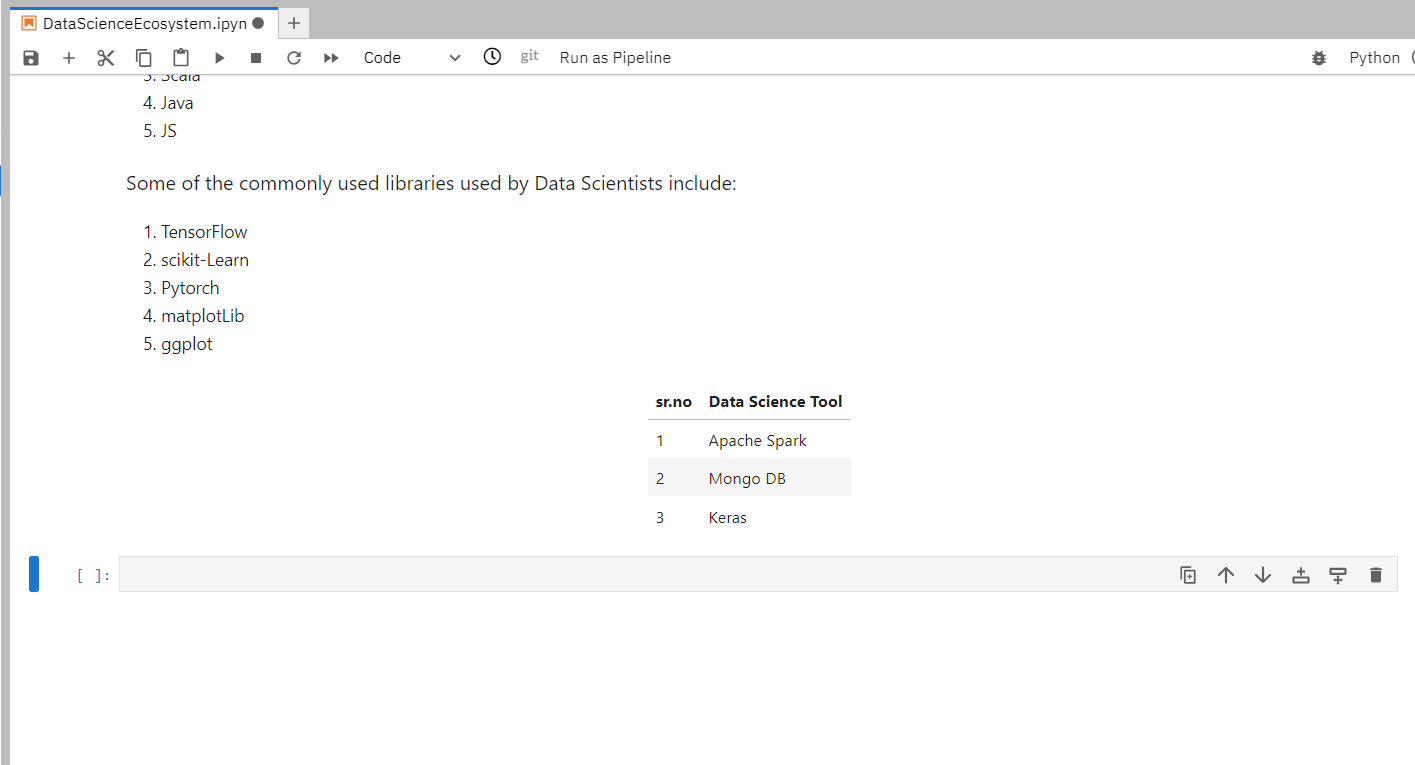 DataScienceEcosystem.ipyn
Code git Run as Pipeline Python
3. Scala
4. Java
5. JS
Some of the commonly used libraries used by Data Scientists include:
1. TensorFlow
2. scikit-Learn
3. Pytorch
4. matplotLib
5. ggplot
sr.no Data Science Tool
1 Apache Spark
2 Mongo DB
3 Keras
[ ]: